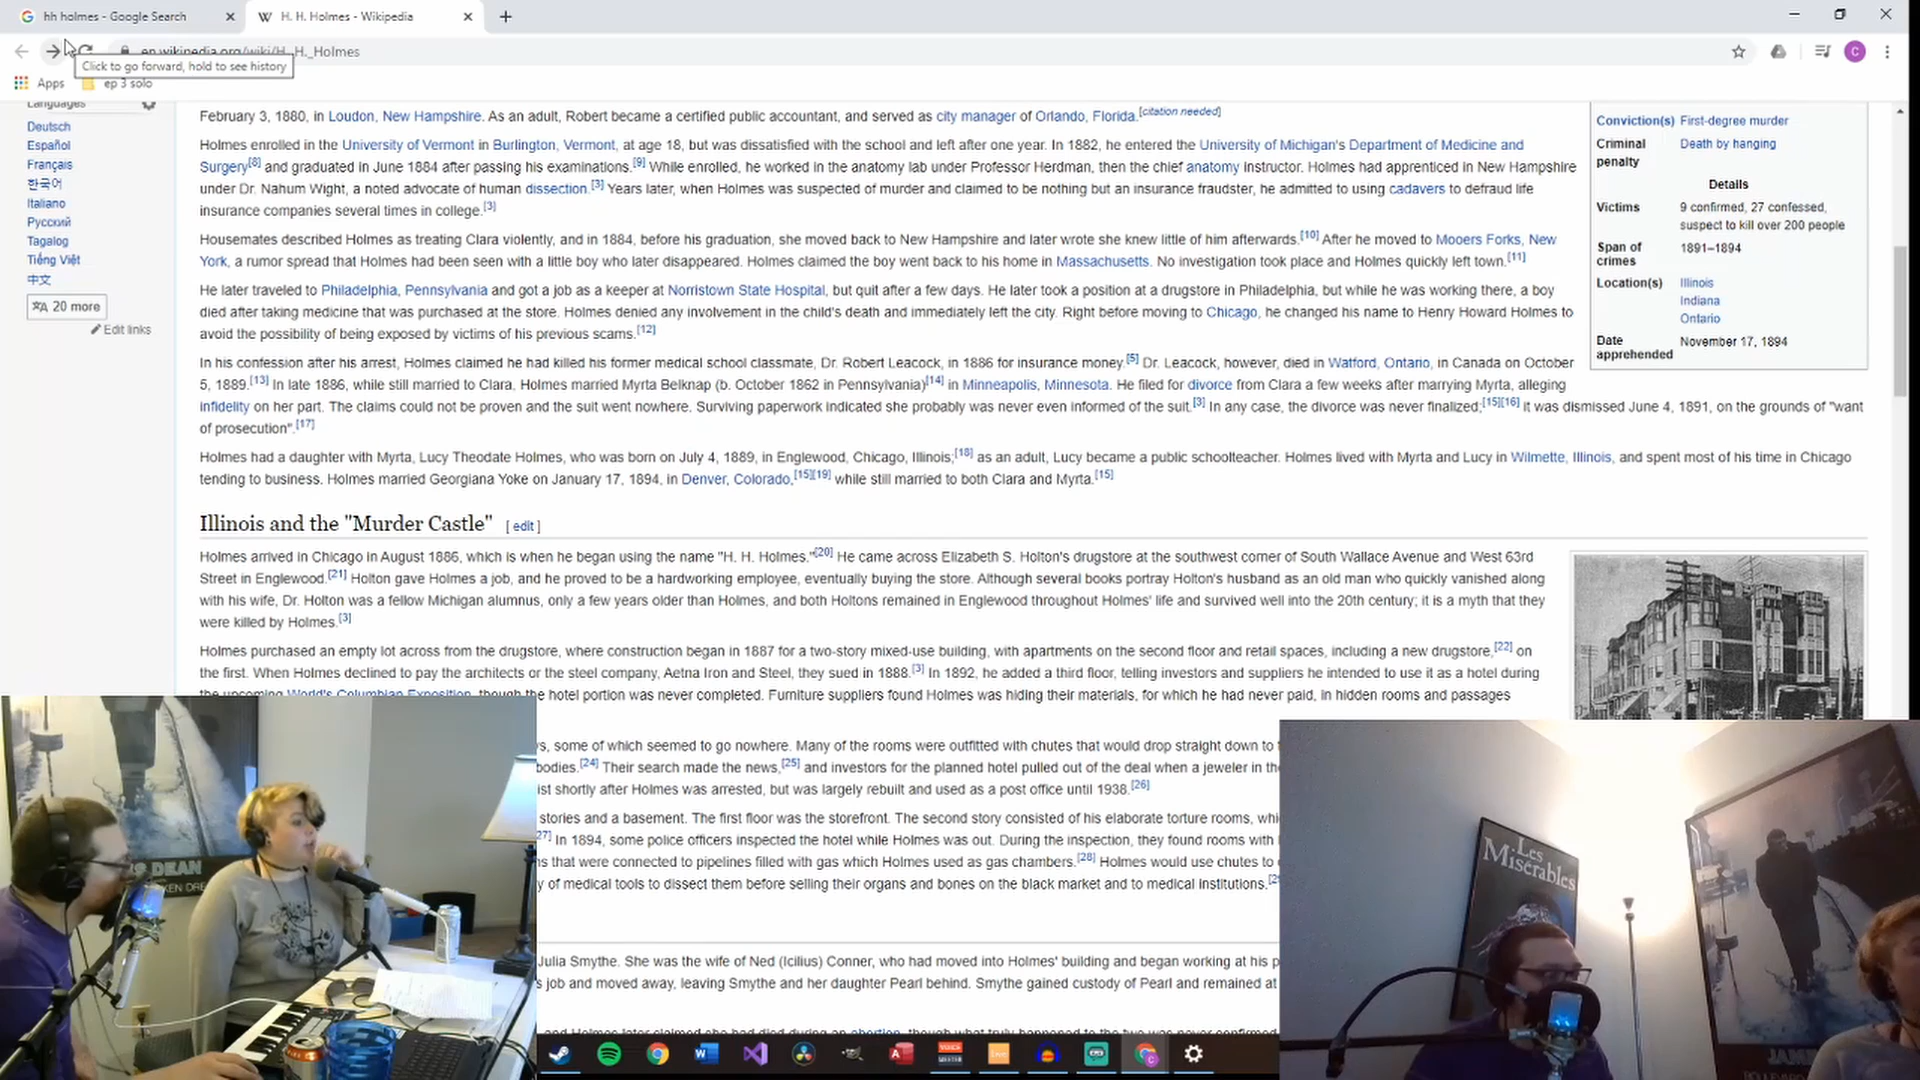 hh holmes - Google Search
H. H. Holmes - Wikipedia
en.wikipedia.org/wiki/H._H._Holmes
Click to go forward, hold to see history
Apps
ep 3 solo
Languages
Deutsch
Español
Français
한국어
Italiano
Русский
Tagalog
Tiếng Việt
中文
20 more
Edit links
February 3, 1880, in Loudon, New Hampshire. As an adult, Robert became a certified public accountant, and served as city manager of Orlando, Florida.[citation needed]
Holmes enrolled in the University of Vermont in Burlington, Vermont, at age 18, but was dissatisfied with the school and left after one year. In 1882, he entered the University of Michigan's Department of Medicine and
Surgery[8] and graduated in June 1884 after passing his examinations.[9] While enrolled, he worked in the anatomy lab under Professor Herdman, then the chief anatomy instructor. Holmes had apprenticed in New Hampshire
under Dr. Nahum Wight, a noted advocate of human dissection.[3] Years later, when Holmes was suspected of murder and claimed to be nothing but an insurance fraudster, he admitted to using cadavers to defraud life
insurance companies several times in college.[3]
Housemates described Holmes as treating Clara violently, and in 1884, before his graduation, she moved back to New Hampshire and later wrote she knew little of him afterwards.[10] After he moved to Mooers Forks, New
York, a rumor spread that Holmes had been seen with a little boy who later disappeared. Holmes claimed the boy went back to his home in Massachusetts. No investigation took place and Holmes quickly left town.[11]
He later traveled to Philadelphia, Pennsylvania and got a job as a keeper at Norristown State Hospital, but quit after a few days. He later took a position at a drugstore in Philadelphia, but while he was working there, a boy
died after taking medicine that was purchased at the store. Holmes denied any involvement in the child's death and immediately left the city. Right before moving to Chicago, he changed his name to Henry Howard Holmes to
avoid the possibility of being exposed by victims of his previous scams.[12]
In his confession after his arrest, Holmes claimed he had killed his former medical school classmate, Dr. Robert Leacock, in 1886 for insurance money.[5] Dr. Leacock, however, died in Watford, Ontario, in Canada on October
5, 1889.[13] In late 1886, while still married to Clara. Holmes married Myrta Belknap (b. October 1862 in Pennsylvania)[14] in Minneapolis, Minnesota. He filed for divorce from Clara a few weeks after marrying Myrta, alleging
infidelity on her part. The claims could not be proven and the suit went nowhere. Surviving paperwork indicated she probably was never even informed of the suit.[3] In any case, the divorce was never finalized;[15][16] it was dismissed June 4, 1891, on the grounds of "want
of prosecution".[17]
Holmes had a daughter with Myrta, Lucy Theodate Holmes, who was born on July 4, 1889, in Englewood, Chicago, Illinois;[18] as an adult, Lucy became a public schoolteacher. Holmes lived with Myrta and Lucy in Wilmette, Illinois, and spent most of his time in Chicago
tending to business. Holmes married Georgiana Yoke on January 17, 1894, in Denver, Colorado,[15][19] while still married to both Clara and Myrta.[15]
Conviction(s) First-degree murder
Criminal penalty Death by hanging
Details
Victims 9 confirmed, 27 confessed,
suspect to kill over 200 people
Span of crimes 1891–1894
Location(s) Illinois
Indiana
Ontario
Date apprehended November 17, 1894
Illinois and the "Murder Castle" [ edit ]
Holmes arrived in Chicago in August 1886, which is when he began using the name "H. H. Holmes."[20] He came across Elizabeth S. Holton's drugstore at the southwest corner of South Wallace Avenue and West 63rd
Street in Englewood.[21] Holton gave Holmes a job, and he proved to be a hardworking employee, eventually buying the store. Although several books portray Holton's husband as an old man who quickly vanished along
with his wife, Dr. Holton was a fellow Michigan alumnus, only a few years older than Holmes, and both Holtons remained in Englewood throughout Holmes' life and survived well into the 20th century; it is a myth that they
were killed by Holmes.[3]
Holmes purchased an empty lot across from the drugstore, where construction began in 1887 for a two-story mixed-use building, with apartments on the second floor and retail spaces, including a new drugstore,[22] on
the first. When Holmes declined to pay the architects or the steel company, Aetna Iron and Steel, they sued in 1888.[3] In 1892, he added a third floor, telling investors and suppliers he intended to use it as a hotel during
the upcoming World's Columbian Exposition, though the hotel portion was never completed. Furniture suppliers found Holmes was hiding their materials, for which he had never paid, in hidden rooms and passages
s, some of which seemed to go nowhere. Many of the rooms were outfitted with chutes that would drop straight down to
bodies.[24] Their search made the news,[25] and investors for the planned hotel pulled out of the deal when a jeweler in the
ist shortly after Holmes was arrested, but was largely rebuilt and used as a post office until 1938.[26]
stories and a basement. The first floor was the storefront. The second story consisted of his elaborate torture rooms, whi
27] In 1894, some police officers inspected the hotel while Holmes was out. During the inspection, they found rooms with
s that were connected to pipelines filled with gas which Holmes used as gas chambers.[28] Holmes would use chutes to
y of medical tools to dissect them before selling their organs and bones on the black market and to medical institutions.[2
Julia Smythe. She was the wife of Ned (Icilius) Conner, who had moved into Holmes' building and began working at his p
s job and moved away, leaving Smythe and her daughter Pearl behind. Smythe gained custody of Pearl and remained at
and Holmes later claimed she had died during an abortion, though what truly happened to the two was never confirmed
DEAN
Les
Misérables
JAM